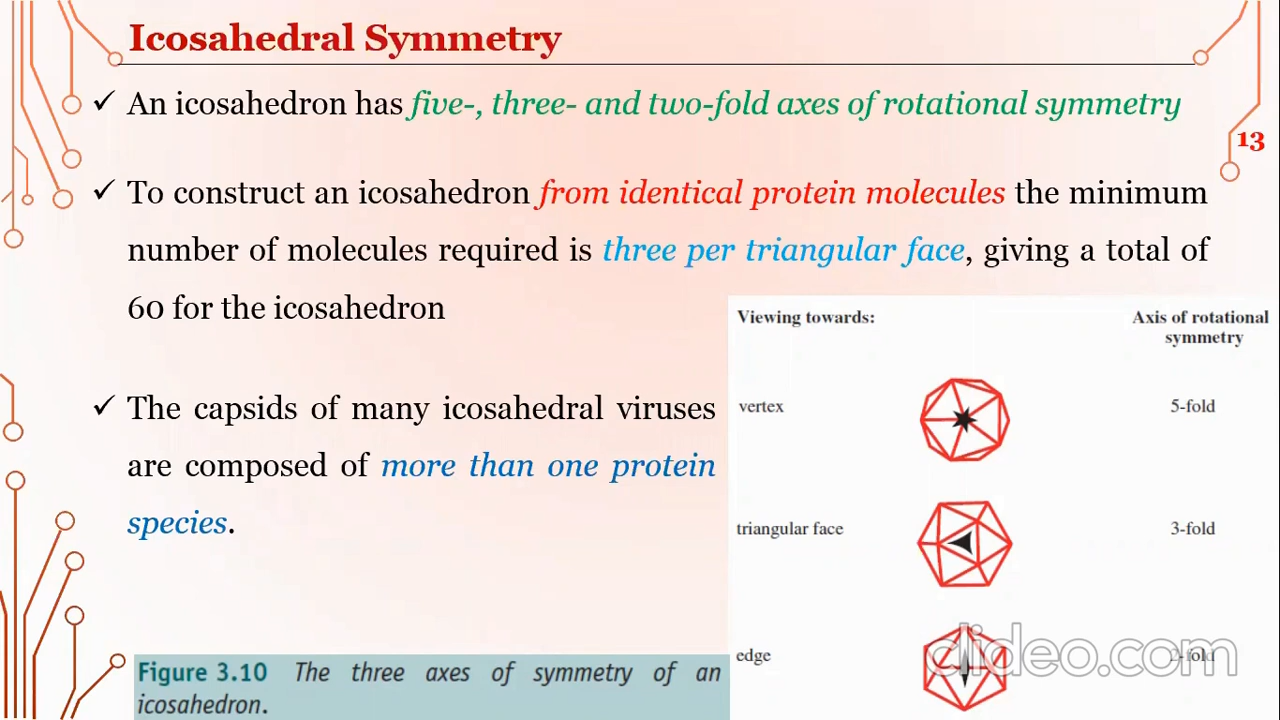 Icosahedral Symmetry
✓ An icosahedron has five-, three- and two-fold axes of rotational symmetry
13
✓ To construct an icosahedron from identical protein molecules the minimum
number of molecules required is three per triangular face, giving a total of
60 for the icosahedron
✓ The capsids of many icosahedral viruses
are composed of more than one protein
species.
Viewing towards:
Axis of rotational
symmetry
vertex
5-fold
triangular face
3-fold
edge
2-fold
clideo.com
Figure 3.10 The three axes of symmetry of an
icosahedron.